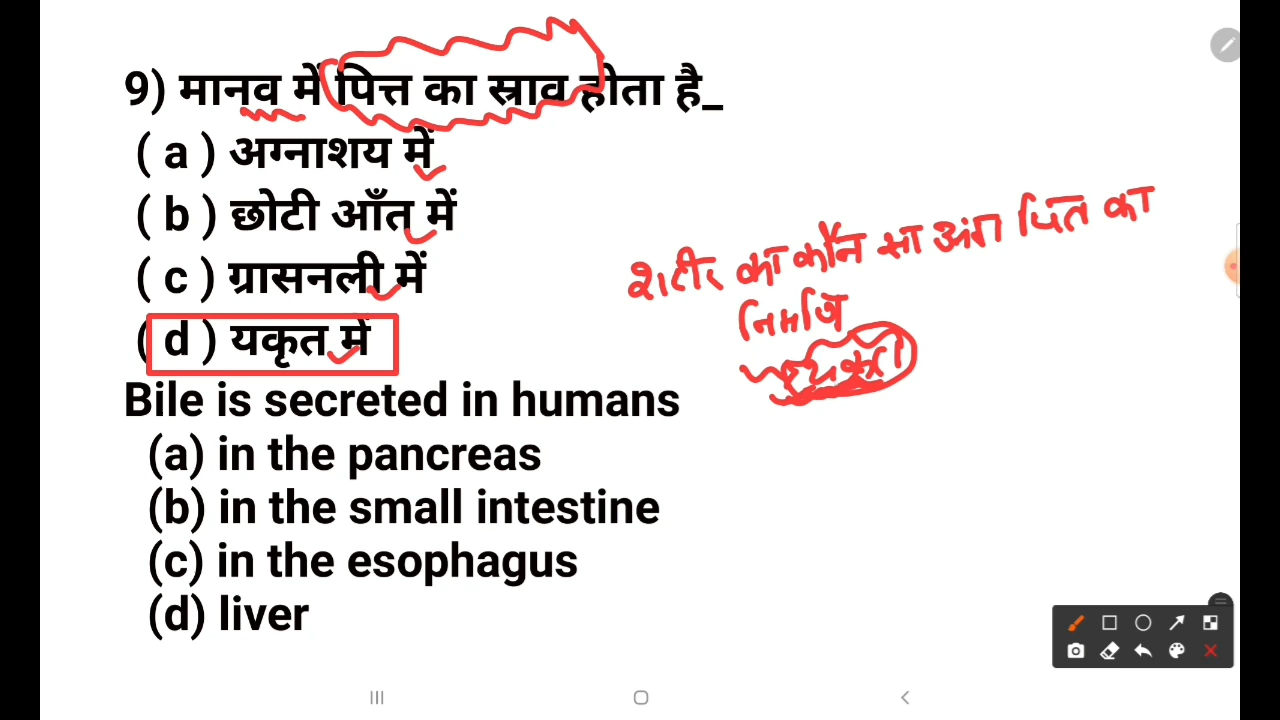 9) मानव में पित्त का स्राव होता है_
( a ) अग्नाशय में
( b ) छोटी आँत में
( c ) ग्रासनली में
( d ) यकृत में
शरीर का कौन सा अंग पित का
Bile is secreted in humans
(a) in the pancreas
(b) in the small intestine
(c) in the esophagus
(d) liver